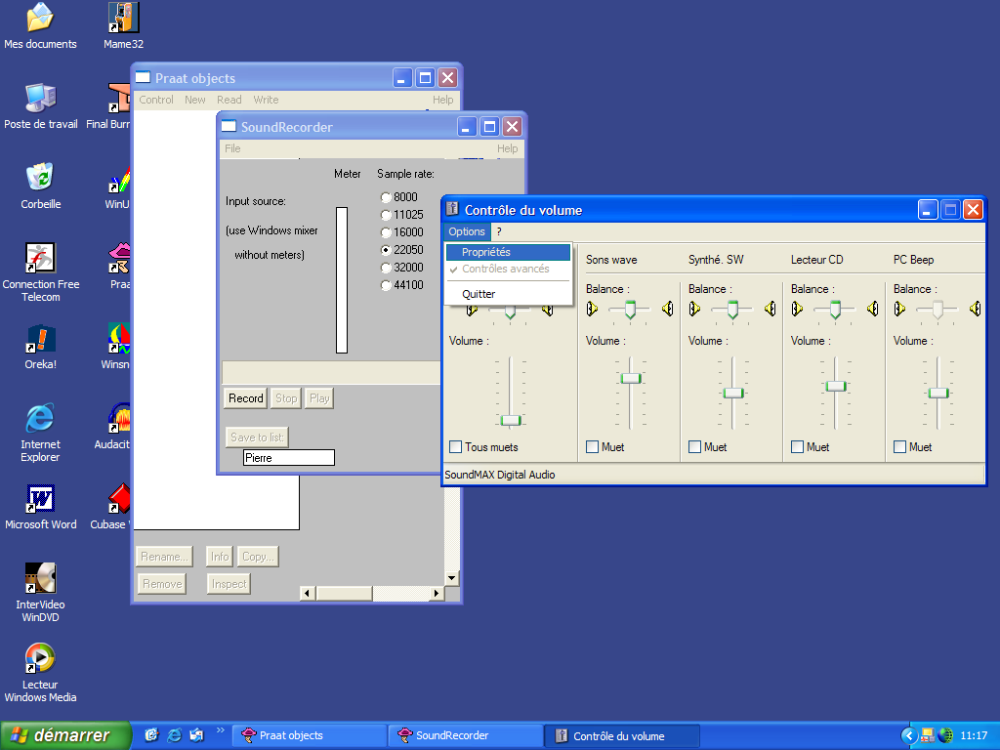 Mes documents
Mame32
Poste de travail
Final Burn
Corbeille
WinU
Connection Free
Telecom
Praa
Oreka!
Winsn
Internet
Explorer
Audacit
Microsoft Word
Cubase
InterVideo
WinDVD
Lecteur
Windows Media
Praat objects
Control New Read Write Help
Rename... Info Copy...
Remove Inspect
SoundRecorder
File Help
Meter Sample rate:
Input source:
(use Windows mixer
without meters)
8000
11025
16000
22050
32000
44100
Record Stop Play
Save to list:
Pierre
Contrôle du volume
Options ?
Propriétés
Contrôles avancés
Quitter
Sons wave Synthé. SW Lecteur CD PC Beep
Balance : Balance : Balance : Balance :
Volume : Volume : Volume : Volume : Volume :
Tous muets Muet Muet Muet Muet
SoundMAX Digital Audio
démarrer
Praat objects
SoundRecorder
Contrôle du volume
11:17